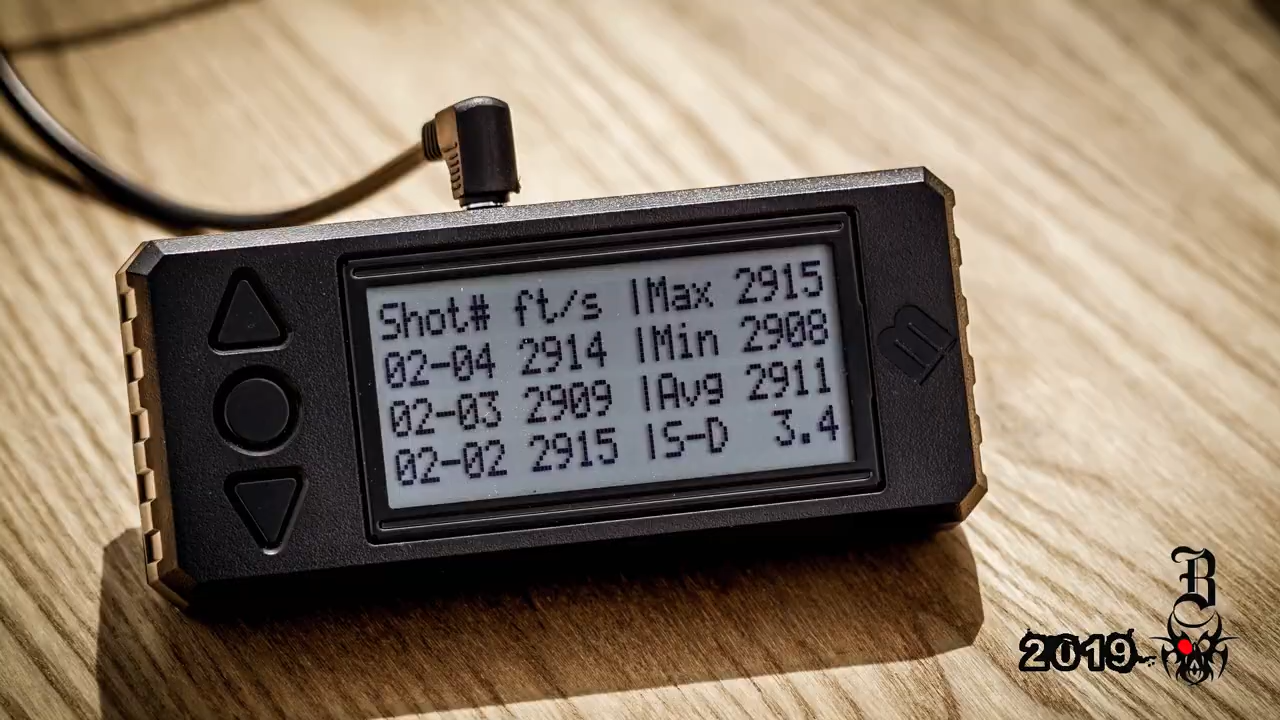 Shot# ft/s |Max 2915
02-04 2914 |Min 2908
02-03 2909 |Avg 2911
02-02 2915 |S-D 3.4
m
B
2019